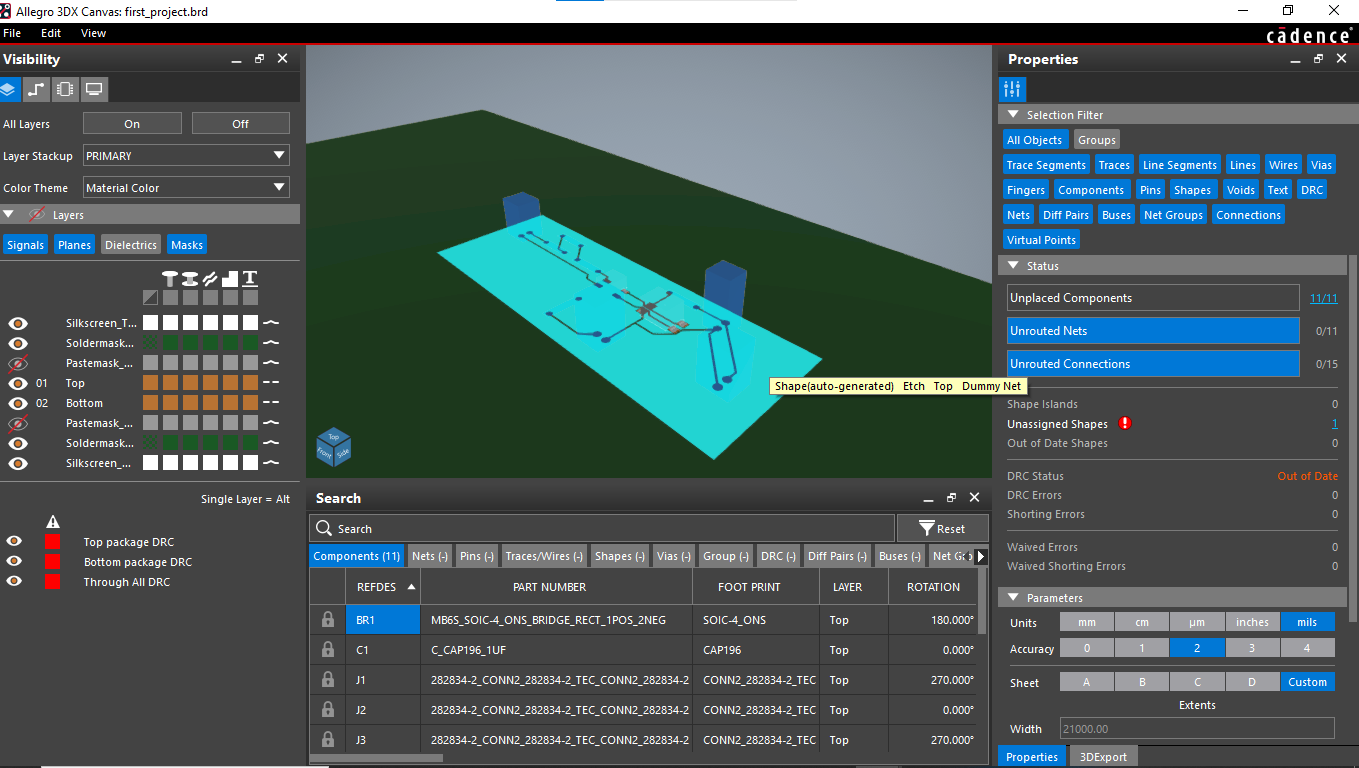 Allegro 3DX Canvas: first_project.brd
File Edit View
cādence
Visibility
All Layers On Off
Layer Stackup PRIMARY
Color Theme Material Color
Layers
Signals Planes Dielectrics Masks
T
Silkscreen_T...
Soldermask...
Pastemask_...
01 Top
02 Bottom
Pastemask_...
Soldermask...
Silkscreen_...
Single Layer = Alt
Top package DRC
Bottom package DRC
Through All DRC
Shape(auto-generated) Etch Top Dummy Net
Top
Front
Side
Search
Search
Reset
Components (11) Nets (-) Pins (-) Traces/Wires (-) Shapes (-) Vias (-) Group (-) DRC (-) Diff Pairs (-) Buses (-)
REFDES PART NUMBER FOOT PRINT LAYER ROTATION
BR1 MB6S_SOIC-4_ONS_BRIDGE_RECT_1POS_2NEG SOIC-4_ONS Top 180.000°
C1 C_CAP196_1UF CAP196 Top 0.000°
J1 282834-2_CONN2_282834-2_TEC_CONN2_282834-2 CONN2_282834-2_TEC Top 270.000°
J2 282834-2_CONN2_282834-2_TEC_CONN2_282834-2 CONN2_282834-2_TEC Top 0.000°
J3 282834-2_CONN2_282834-2_TEC_CONN2_282834-2 CONN2_282834-2_TEC Top 270.000°
Properties
Selection Filter
All Objects Groups
Trace Segments Traces Line Segments Lines Wires Vias
Fingers Components Pins Shapes Voids Text DRC
Nets Diff Pairs Buses Net Groups Connections
Virtual Points
Status
Unplaced Components 11/11
Unrouted Nets 0/11
Unrouted Connections 0/15
Shape Islands 0
Unassigned Shapes 1
Out of Date Shapes 0
DRC Status Out of Date
DRC Errors 0
Shorting Errors 0
Waived Errors 0
Waived Shorting Errors 0
Parameters
Units mm cm µm inches mils
Accuracy 0 1 2 3 4
Sheet A B C D Custom
Extents
Width 21000.00
Properties 3DExport